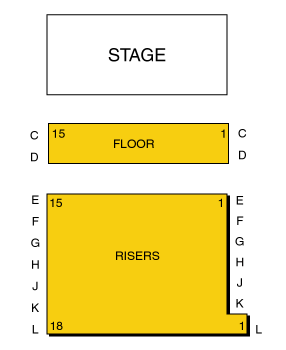 STAGE
C 15 1 C
FLOOR
D D
E 15 1 E
F F
G G
H RISERS H
J J
K K
L 18 1 L